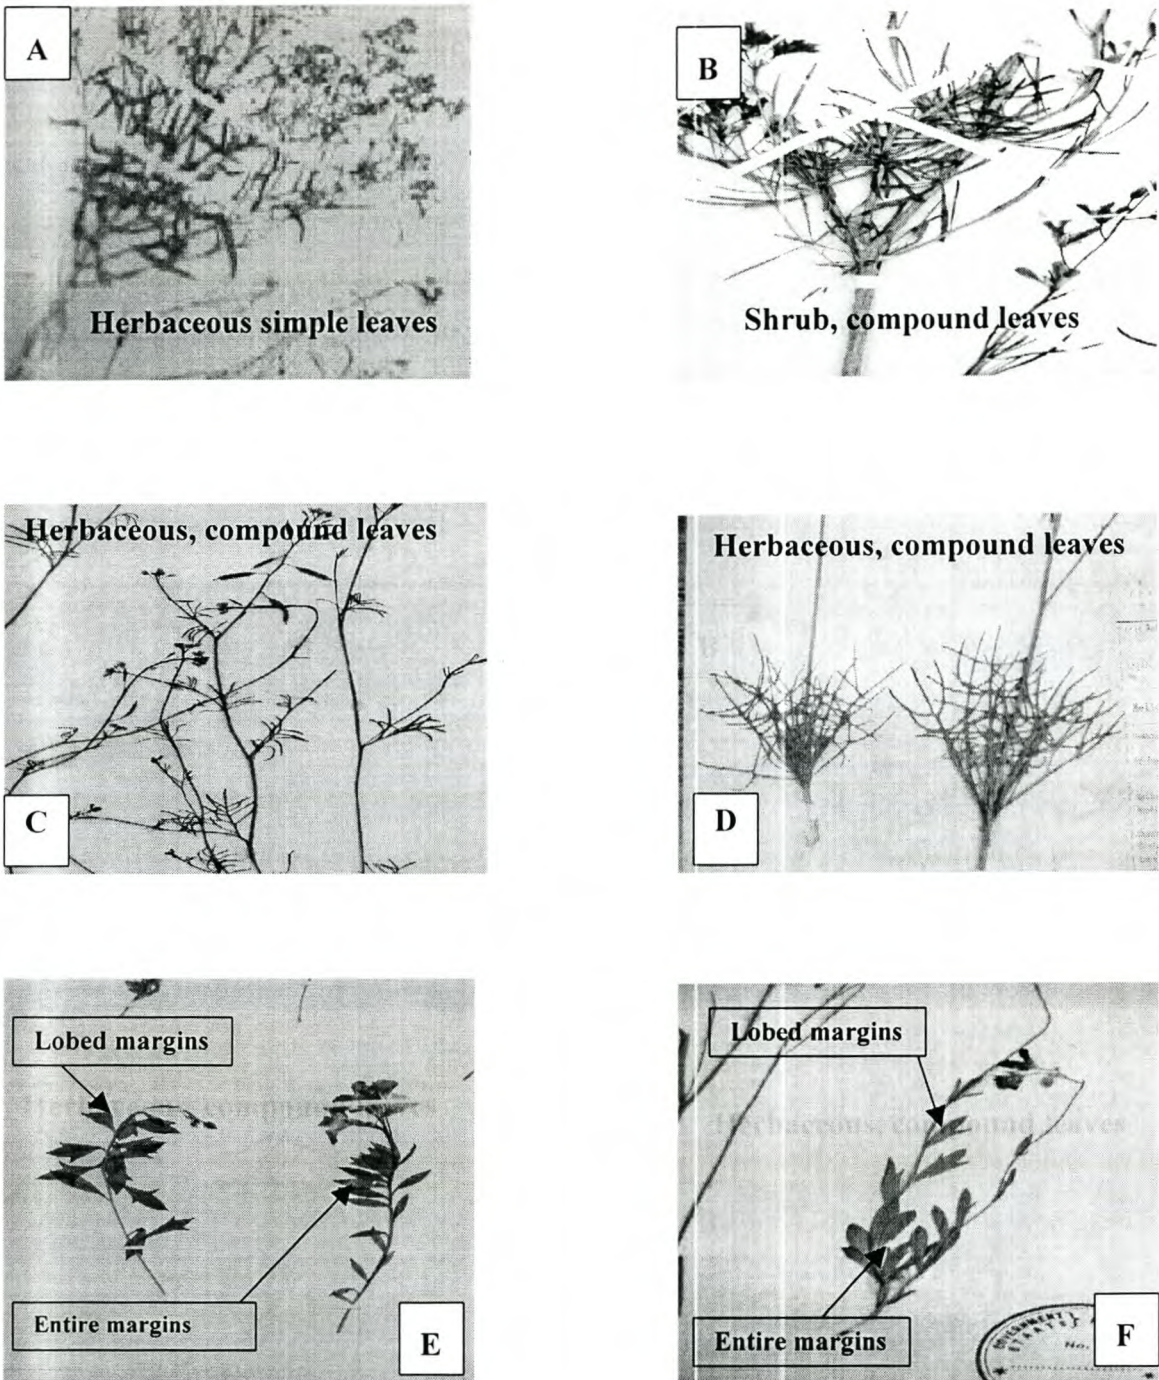 A
Herbaceous simple leaves
B
Shrub, compound leaves
Herbaceous, compound leaves
C
Herbaceous, compound leaves
D
Lobed margins
Entire margins
E
Lobed margins
Entire margins
No.
F